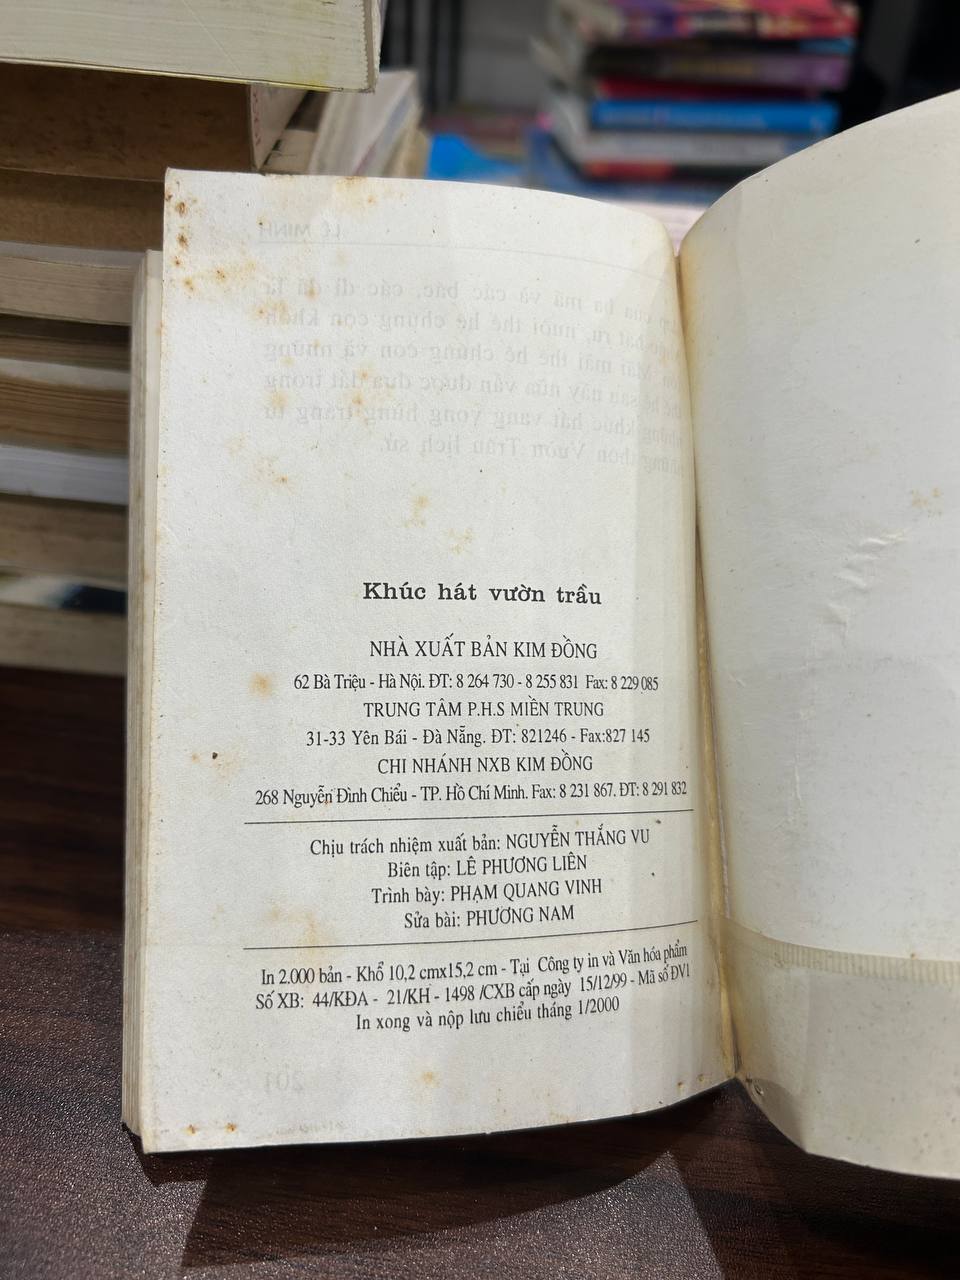 Khúc hát vườn trầu
NHÀ XUẤT BẢN KIM ĐỒNG
62 Bà Triệu - Hà Nội. ĐT: 8 264 730 - 8 255 831 Fax: 8 229 085
TRUNG TÂM P.H.S MIỀN TRUNG
31-33 Yên Bái - Đà Nẵng. ĐT: 821246 - Fax:827 145
CHI NHÁNH NXB KIM ĐỒNG
268 Nguyễn Đình Chiểu - TP. Hồ Chí Minh. Fax: 8 231 867. ĐT: 8 291 832
Chịu trách nhiệm xuất bản: NGUYỄN THẮNG VU
Biên tập: LÊ PHƯƠNG LIÊN
Trình bày: PHẠM QUANG VINH
Sửa bài: PHƯƠNG NAM
In 2.000 bản - Khổ 10,2 cmx15,2 cm - Tại Công ty in và Văn hóa phẩm
Số XB: 44/KĐA - 21/KH - 1498 /CXB cấp ngày 15/12/99 - Mã số ĐV1
In xong và nộp lưu chiểu tháng 1/2000